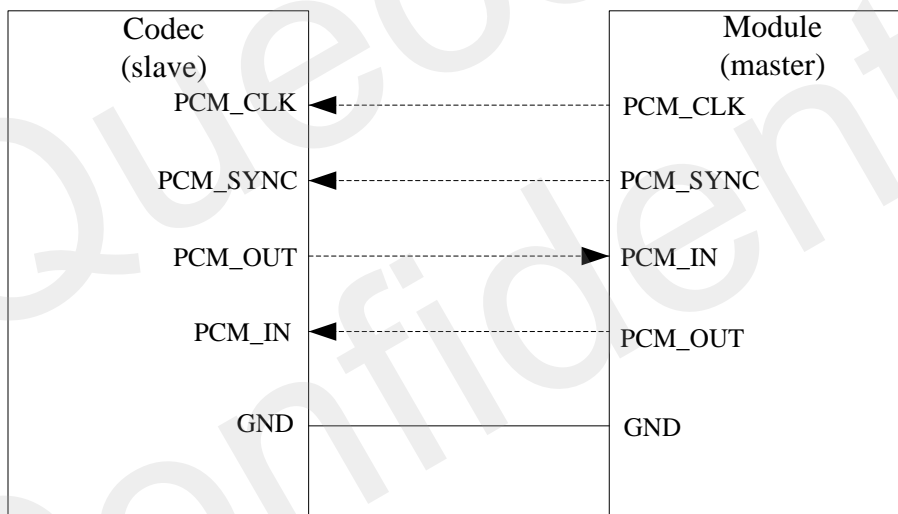 Codec
(slave)
Module
(master)
PCM_CLK
PCM_CLK
PCM_SYNC
PCM_SYNC
PCM_OUT
PCM_IN
PCM_IN
PCM_OUT
GND
GND